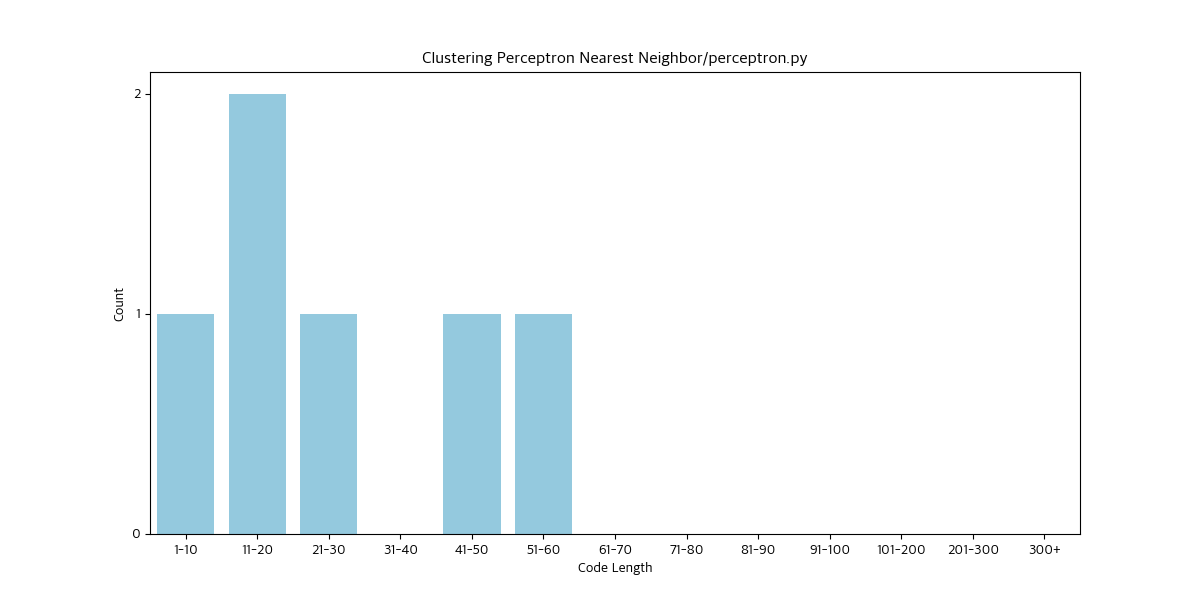 Clustering Perceptron Nearest Neighbor/perceptron.py
2
1
0
Count
1-10 11-20 21-30 31-40 41-50 51-60 61-70 71-80 81-90 91-100 101-200 201-300 300+
Code Length